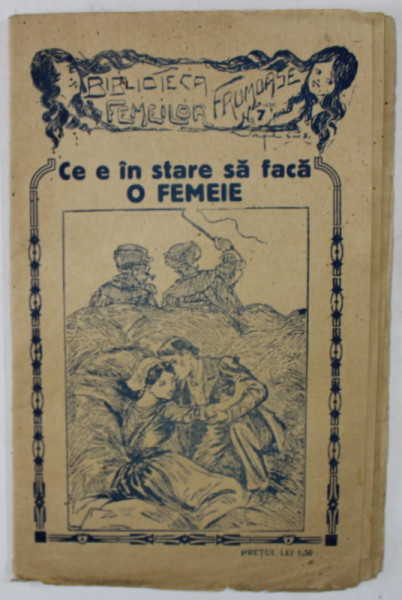 BIBLIOTECA
FEMEILOR FRUMOASE
N. 7
Ce e în stare să facă
O FEMEIE
PREȚUL LEI 1,50